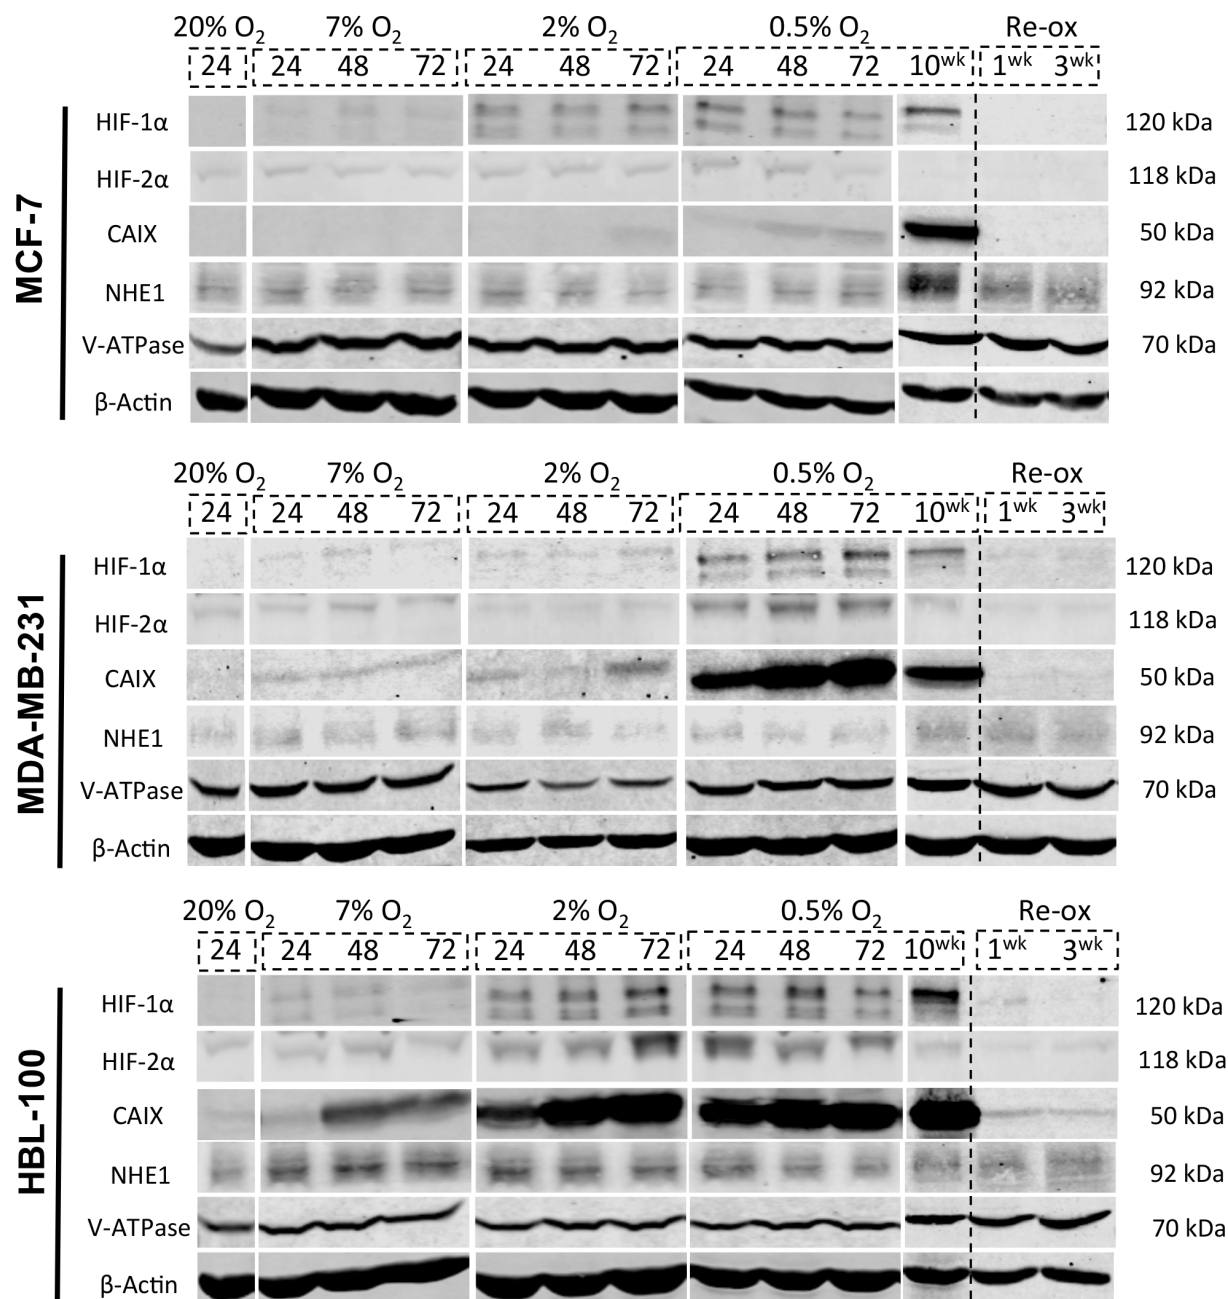 20% O2 7% O2 2% O2 0.5% O2 Re-ox
24 24 48 72 24 48 72 24 48 72 10wk 1wk 3wk
MCF-7
HIF-1α 120 kDa
HIF-2α 118 kDa
CAIX 50 kDa
NHE1 92 kDa
V-ATPase 70 kDa
β-Actin
20% O2 7% O2 2% O2 0.5% O2 Re-ox
24 24 48 72 24 48 72 24 48 72 10wk 1wk 3wk
MDA-MB-231
HIF-1α 120 kDa
HIF-2α 118 kDa
CAIX 50 kDa
NHE1 92 kDa
V-ATPase 70 kDa
β-Actin
20% O2 7% O2 2% O2 0.5% O2 Re-ox
24 24 48 72 24 48 72 24 48 72 10wk 1wk 3wk
HBL-100
HIF-1α 120 kDa
HIF-2α 118 kDa
CAIX 50 kDa
NHE1 92 kDa
V-ATPase 70 kDa
β-Actin